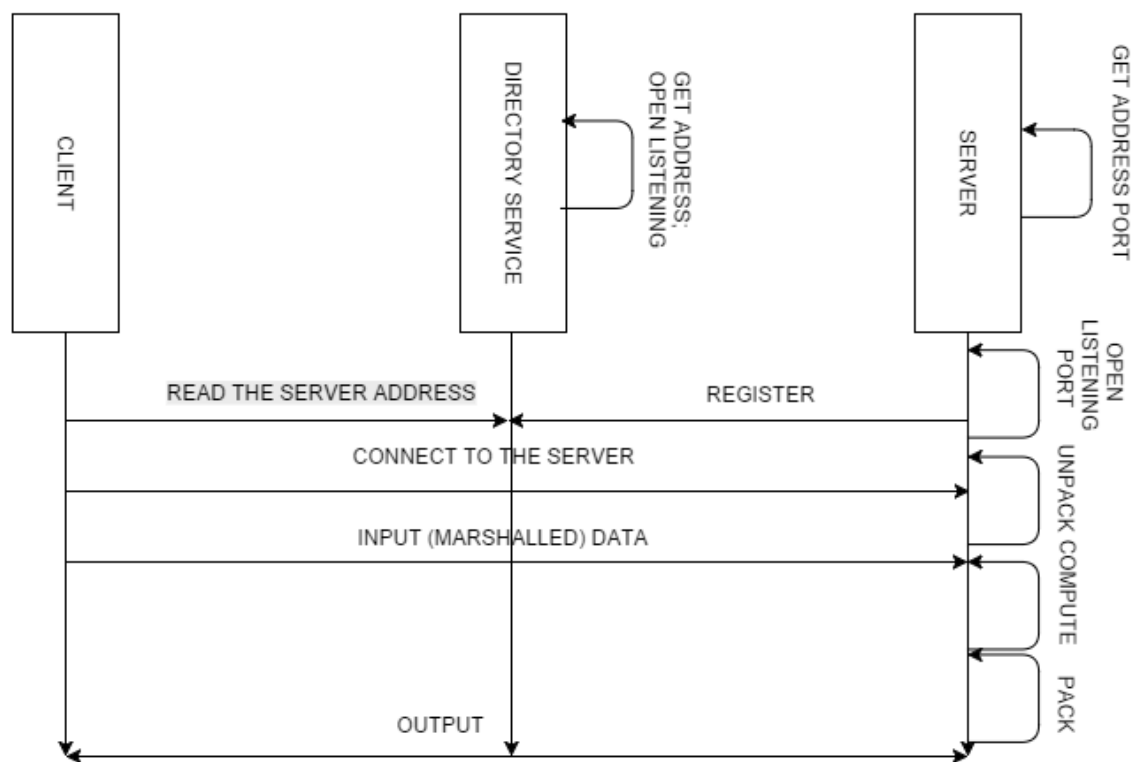 CLIENT
DIRECTORY SERVICE
GET ADDRESS;
OPEN LISTENING
SERVER
GET ADDRESS PORT
OPEN
LISTENING
PORT
READ THE SERVER ADDRESS
REGISTER
CONNECT TO THE SERVER
UNPACK
INPUT (MARSHALLED) DATA
COMPUTE
PACK
OUTPUT